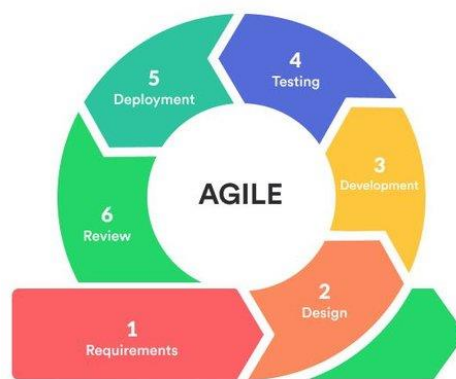 AGILE
1
Requirements
2
Design
3
Development
4
Testing
5
Deployment
6
Review